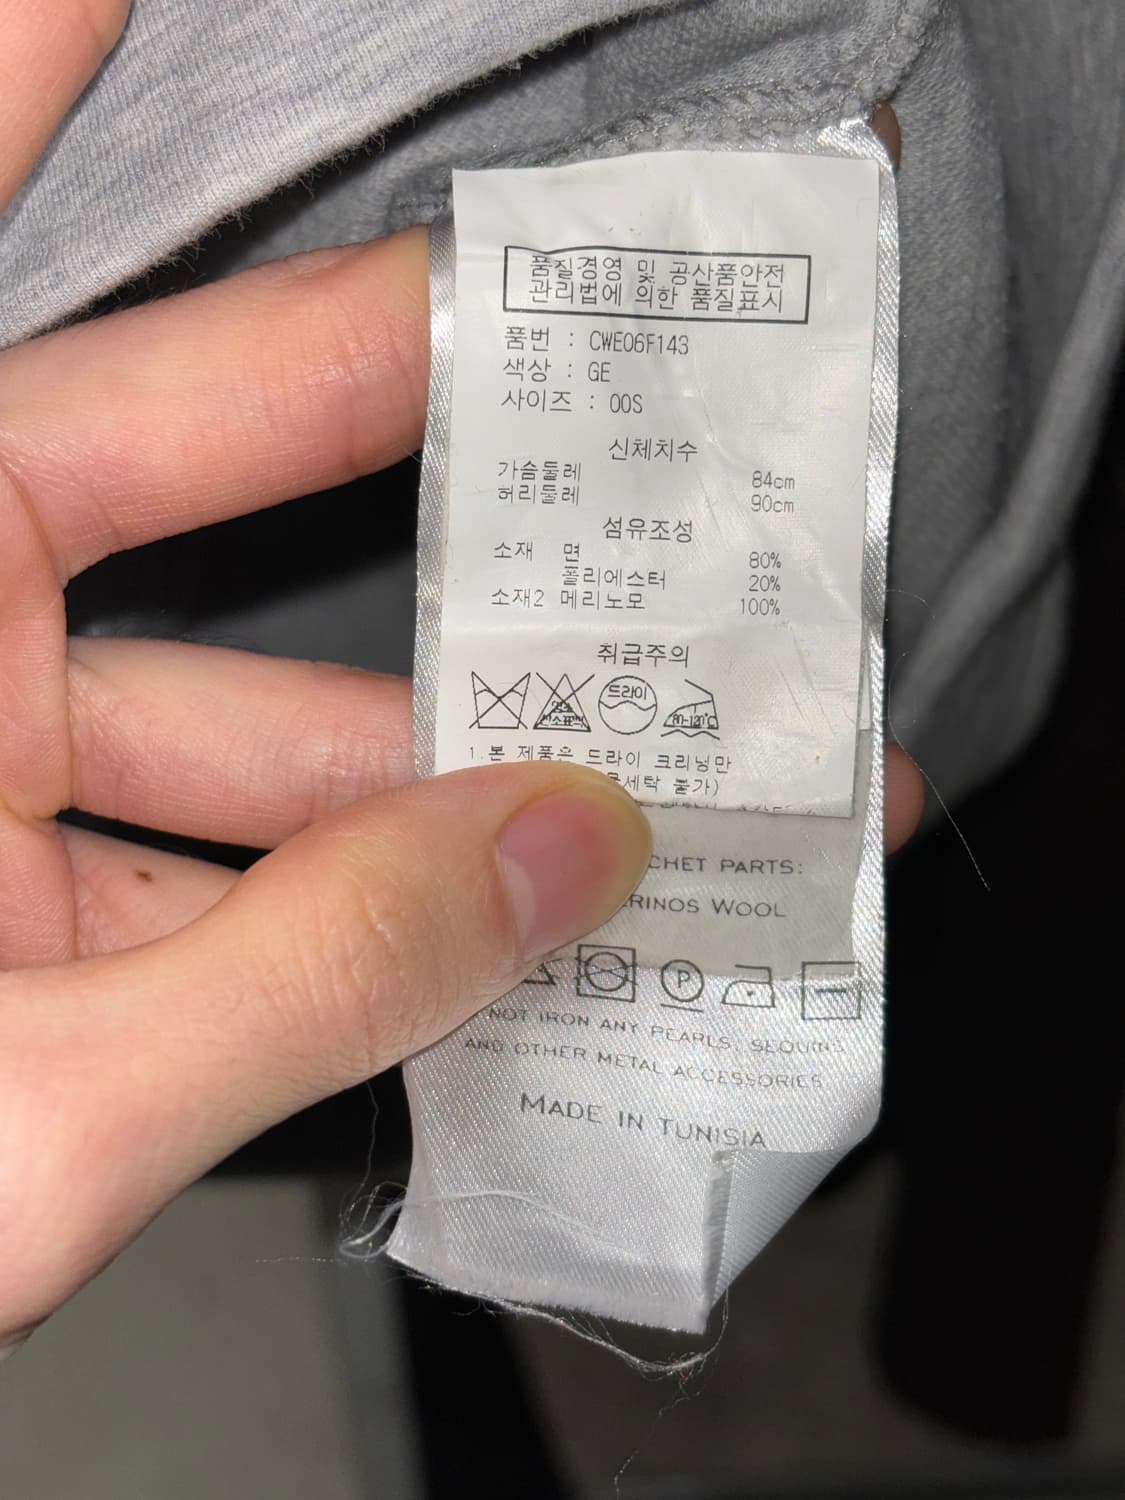 품질경영 및 공산품안전
관리법에 의한 품질표시
품번 : CWE06F143
색상 : GE
사이즈 : 00S
신체치수
가슴둘레 84cm
허리둘레 90cm
섬유조성
소재 면 80%
폴리에스터 20%
소재2 메리노모 100%
취급주의
드라이 80-120℃
1.본 제품은 드라이 크리닝만
불가)
PARTS:
WOOL
P
NOT IRON ANY PEARLS, SEQUINS
AND OTHER METAL ACCESSORIES
MADE IN TUNISIA